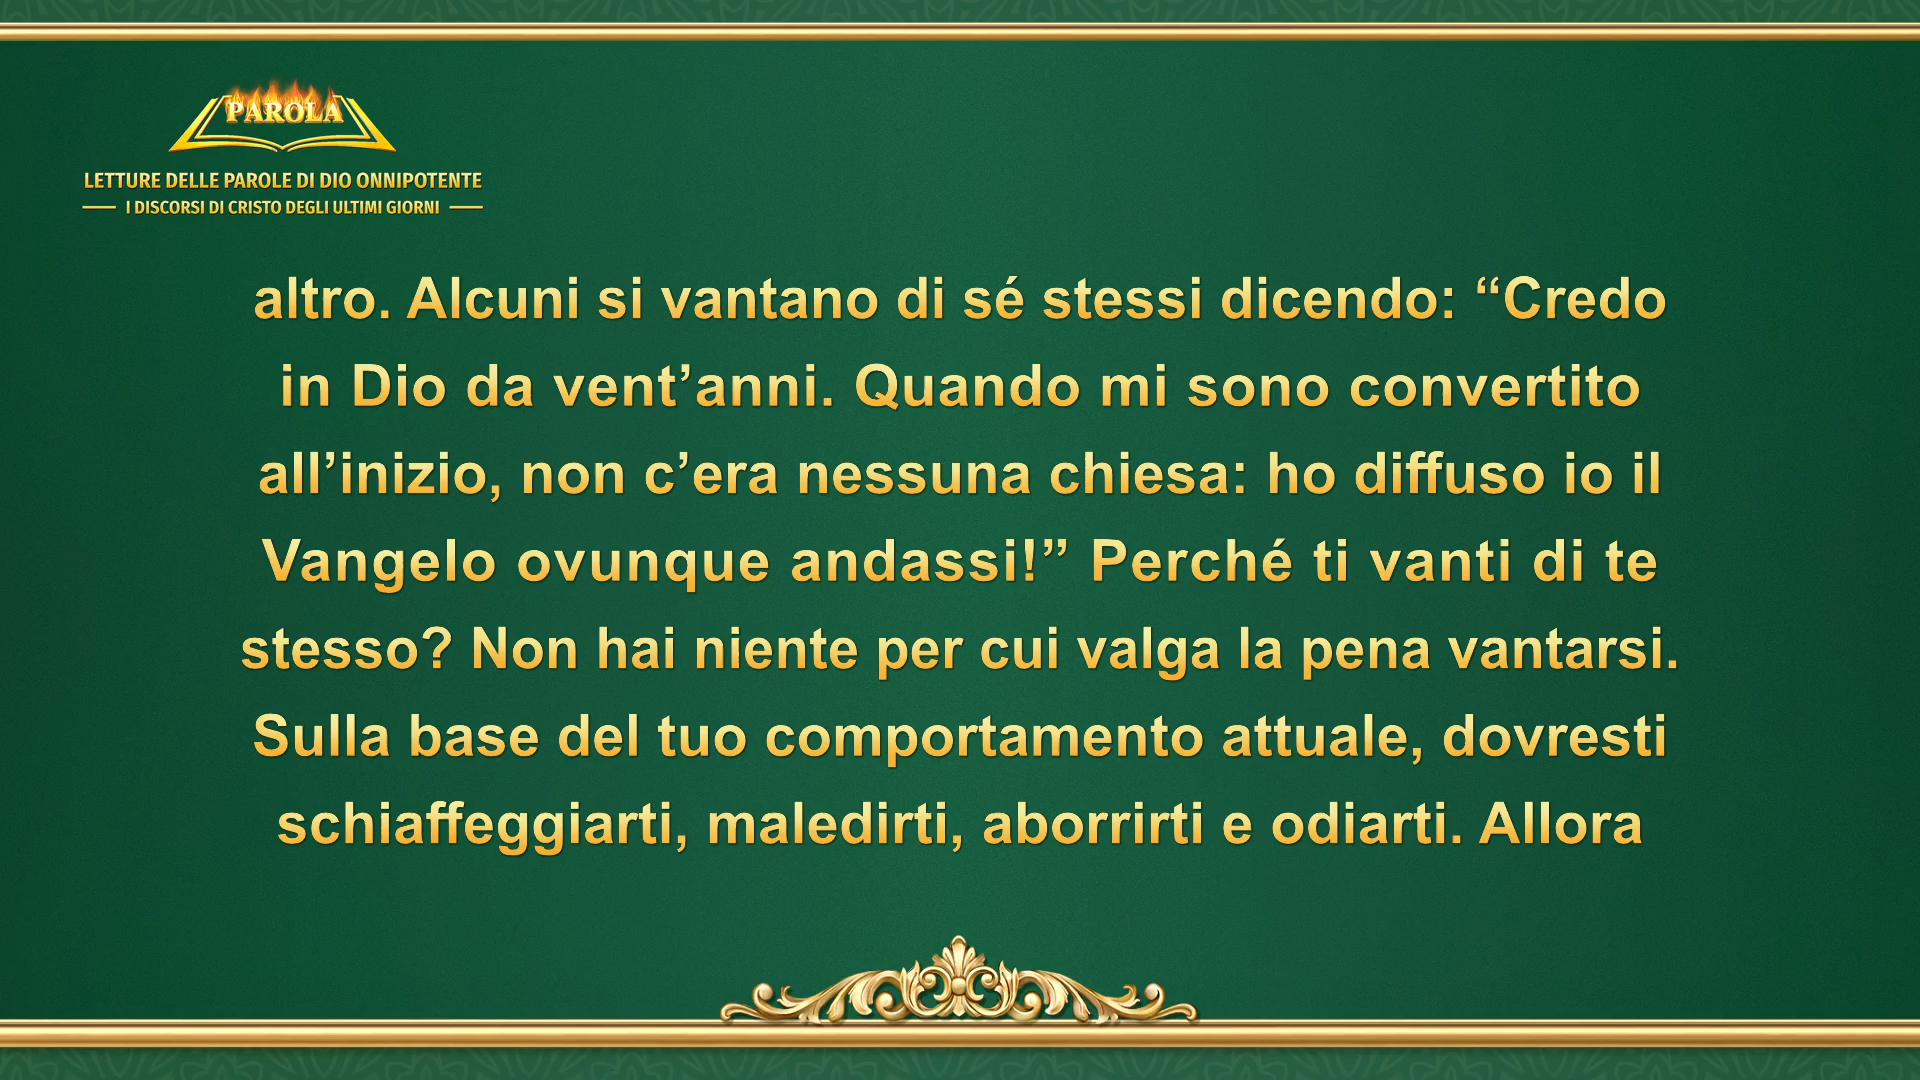 PAROLA
LETTURE DELLE PAROLE DI DIO ONNIPOTENTE
I DISCORSI DI CRISTO DEGLI ULTIMI GIORNI
altro. Alcuni si vantano di sé stessi dicendo: “Credo
in Dio da vent’anni. Quando mi sono convertito
all’inizio, non c’era nessuna chiesa: ho diffuso io il
Vangelo ovunque andassi!” Perché ti vanti di te
stesso? Non hai niente per cui valga la pena vantarsi.
Sulla base del tuo comportamento attuale, dovresti
schiaffeggiarti, maledirti, aborrirti e odiarti. Allora